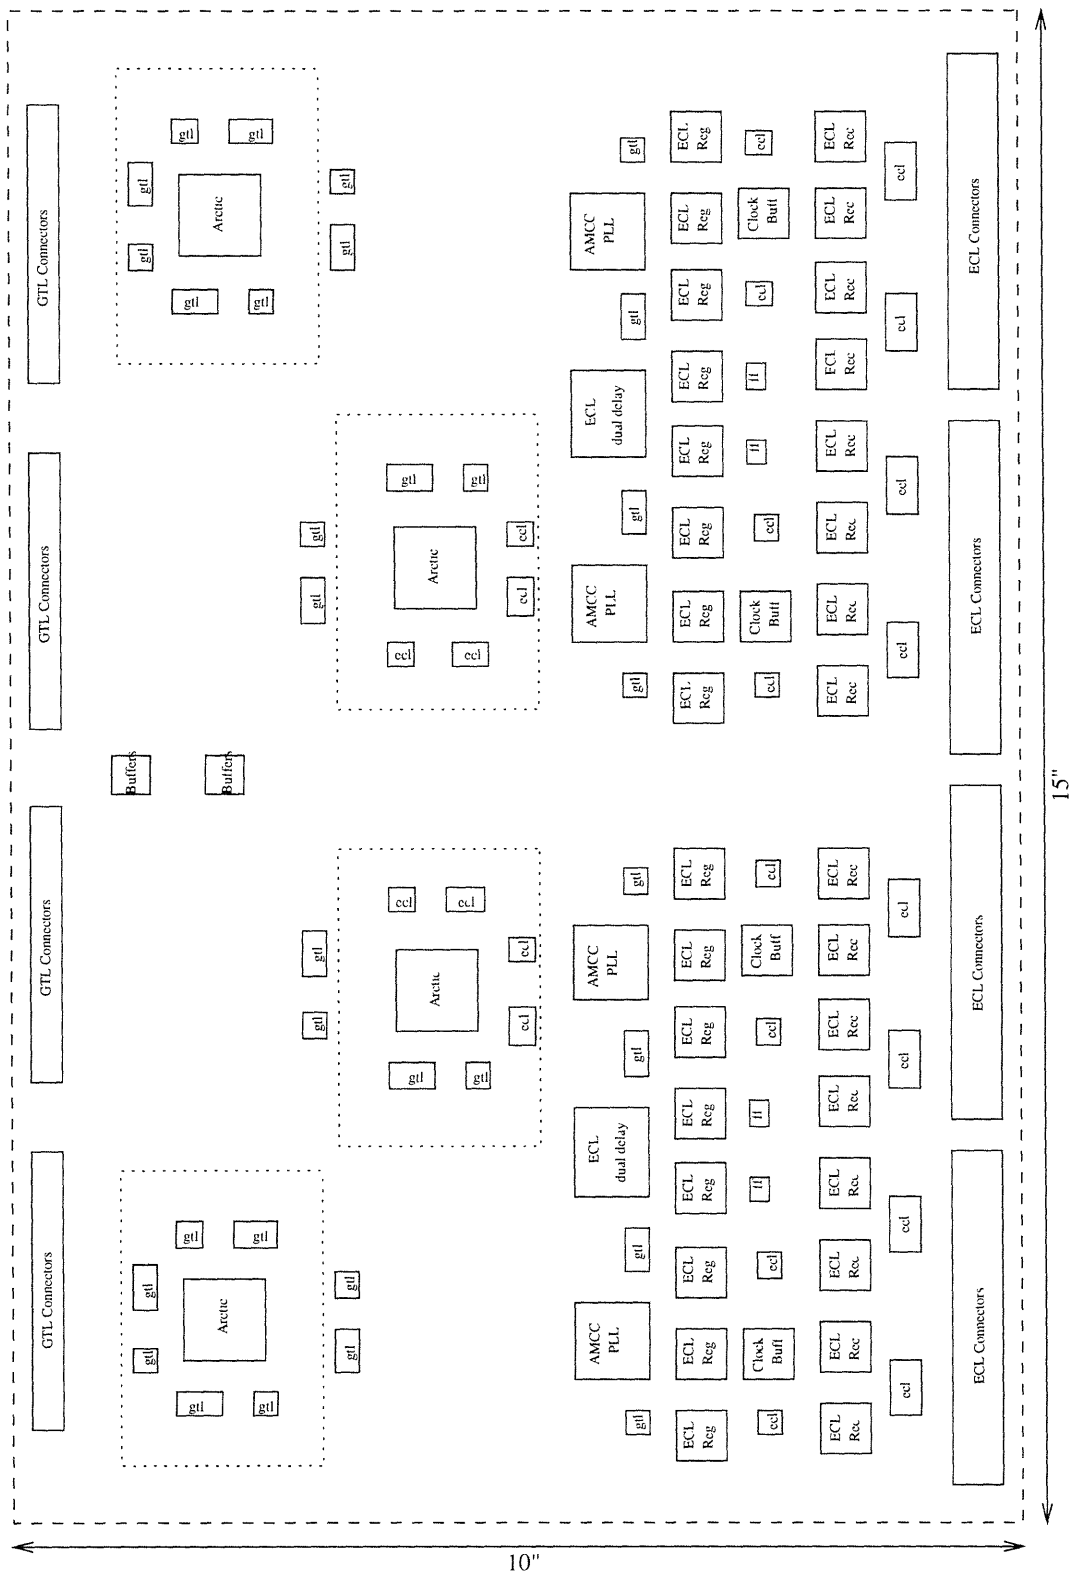 GTL Connectors
GTL Connectors
GTL Connectors
GTL Connectors
gtl
gtl
gtl
gtl
Arctic
gtl
gtl
gtl
gtl
gtl
gtl
Arctic
gtl
gtl
ecl
ecl
ecl
ecl
Buffers
Buffers
gtl
gtl
Arctic
gtl
gtl
ecl
ecl
ecl
ecl
gtl
gtl
gtl
gtl
Arctic
gtl
gtl
gtl
gtl
AMCC
PLL
ECL
dual delay
AMCC
PLL
AMCC
PLL
ECL
dual delay
AMCC
PLL
gtl
gtl
gtl
gtl
gtl
gtl
gtl
gtl
ECL
Reg
ECL
Reg
ECL
Reg
ECL
Reg
ECL
Reg
ECL
Reg
ECL
Reg
ECL
Reg
ECL
Reg
ECL
Reg
ECL
Reg
ECL
Reg
ECL
Reg
ECL
Reg
ECL
Reg
ECL
Reg
ecl
Clock
Buff
ecl
ff
ff
ecl
Clock
Buff
ecl
ecl
Clock
Buff
ecl
ff
ff
ecl
Clock
Buff
ecl
ECL
Rec
ECL
Rec
ECL
Rec
ECL
Rec
ECL
Rec
ECL
Rec
ECL
Rec
ECL
Rec
ECL
Rec
ECL
Rec
ECL
Rec
ECL
Rec
ECL
Rec
ECL
Rec
ECL
Rec
ECL
Rec
ecl
ecl
ecl
ecl
ecl
ecl
ecl
ecl
ECL Connectors
ECL Connectors
ECL Connectors
ECL Connectors
15"
10"